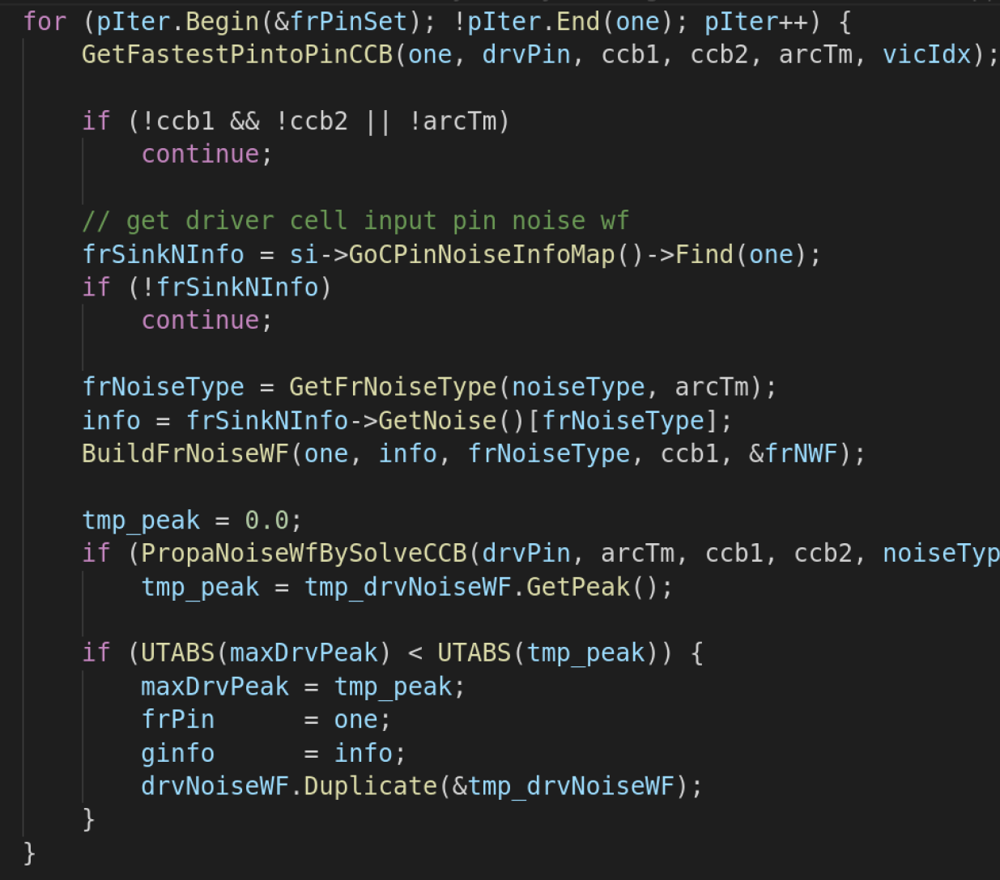 for (pIter.Begin(&frPinSet); !pIter.End(one); pIter++) {
    GetFastestPintoPinCCB(one, drvPin, ccb1, ccb2, arcTm, vicIdx);

    if (!ccb1 && !ccb2 || !arcTm)
        continue;

    // get driver cell input pin noise wf
    frSinkNInfo = si->GoCPinNoiseInfoMap()->Find(one);
    if (!frSinkNInfo)
        continue;

    frNoiseType = GetFrNoiseType(noiseType, arcTm);
    info = frSinkNInfo->GetNoise()[frNoiseType];
    BuildFrNoiseWF(one, info, frNoiseType, ccb1, &frNWF);

    tmp_peak = 0.0;
    if (PropaNoiseWfBySolveCCB(drvPin, arcTm, ccb1, ccb2, noiseTyp
        tmp_peak = tmp_drvNoiseWF.GetPeak();

    if (UTABS(maxDrvPeak) < UTABS(tmp_peak)) {
        maxDrvPeak = tmp_peak;
        frPin      = one;
        ginfo      = info;
        drvNoiseWF.Duplicate(&tmp_drvNoiseWF);
    }
}